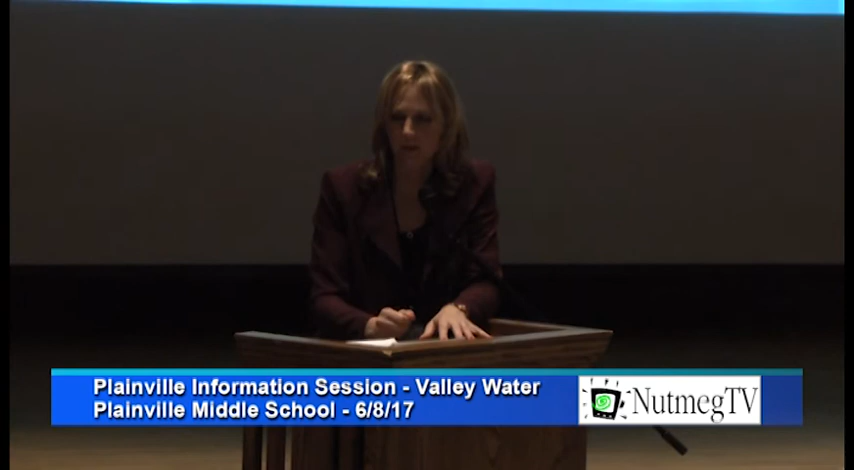 Plainville Information Session - Valley Water
Plainville Middle School - 6/8/17
NutmegTV